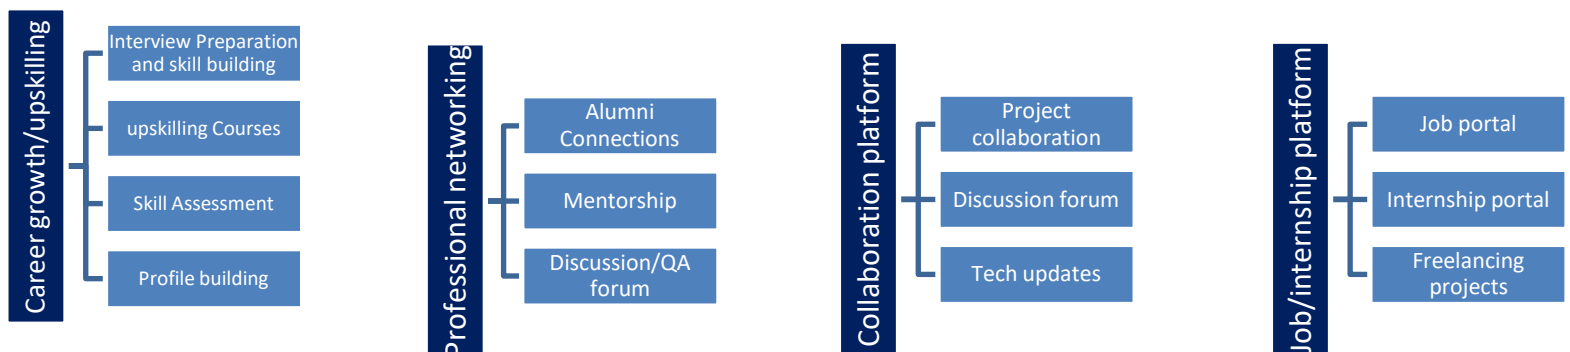 Career growth/upskilling
Interview Preparation
and skill building
upskilling Courses
Skill Assessment
Profile building
Professional networking
Alumni
Connections
Mentorship
Discussion/QA
forum
Collaboration platform
Project
collaboration
Discussion forum
Tech updates
Job/internship platform
Job portal
Internship portal
Freelancing
projects